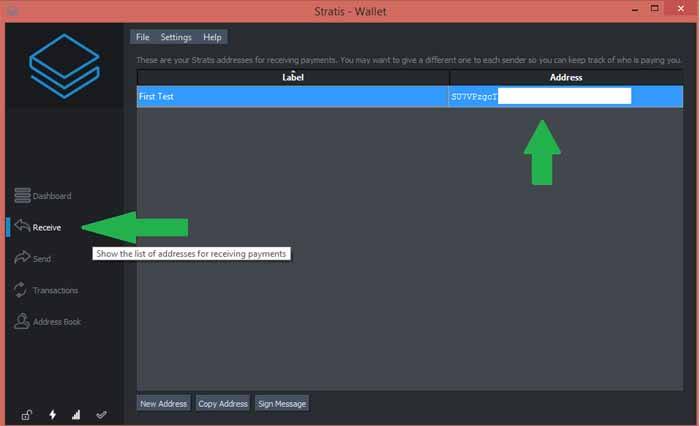 Stratis - Wallet
File Settings Help
These are your Stratis addresses for receiving payments. You may want to give a different one to each sender so you can keep track of who is paying you.
Label Address
First Test SU7VPzgcT
Dashboard
Receive
Show the list of addresses for receiving payments
Send
Transactions
Address Book
New Address Copy Address Sign Message